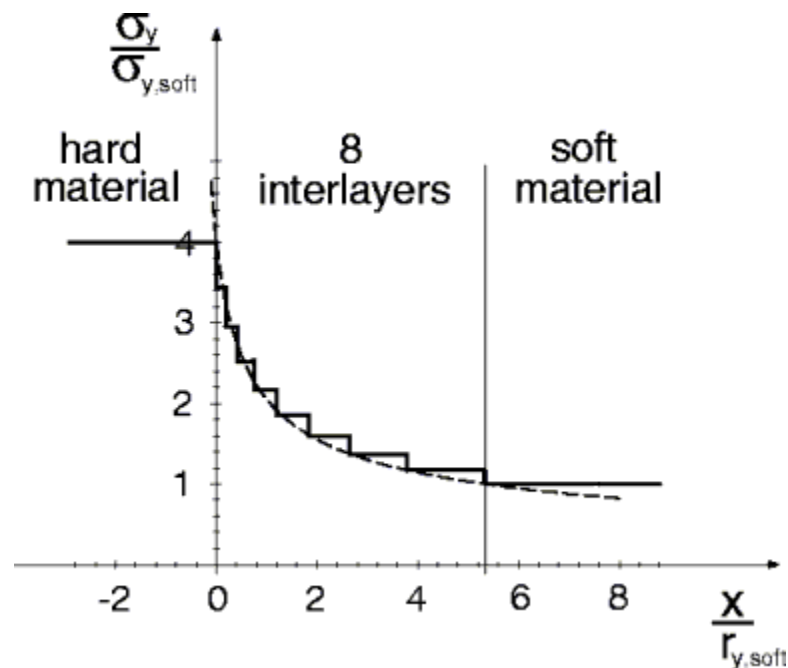 σy
σy,soft
hard
material
8
interlayers
soft
material
4
3
2
1
-2 0 2 4 6 8
x
ry,soft